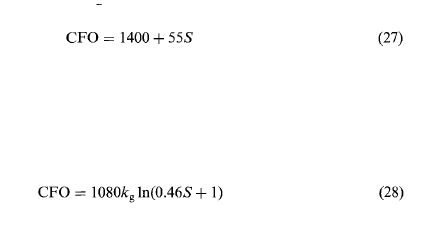 CFO = 1400 + 55S (27)
CFO = 1080k_g ln(0.46S + 1) (28)